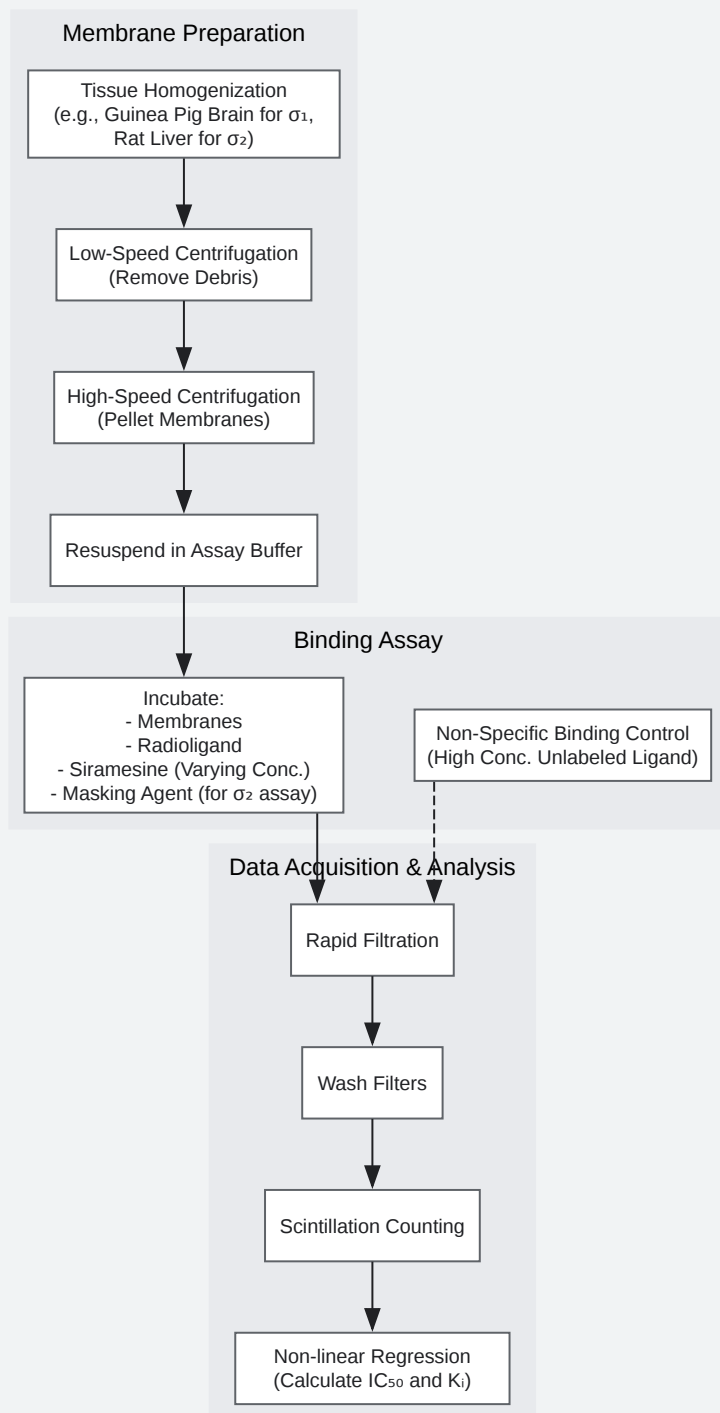 Membrane Preparation
Tissue Homogenization
(e.g., Guinea Pig Brain for σ₁,
Rat Liver for σ₂)
Low-Speed Centrifugation
(Remove Debris)
High-Speed Centrifugation
(Pellet Membranes)
Resuspend in Assay Buffer
Binding Assay
Incubate:
- Membranes
- Radioligand
- Siramesine (Varying Conc.)
- Masking Agent (for σ₂ assay)
Non-Specific Binding Control
(High Conc. Unlabeled Ligand)
Data Acquisition & Analysis
Rapid Filtration
Wash Filters
Scintillation Counting
Non-linear Regression
(Calculate IC₅₀ and Kᵢ)